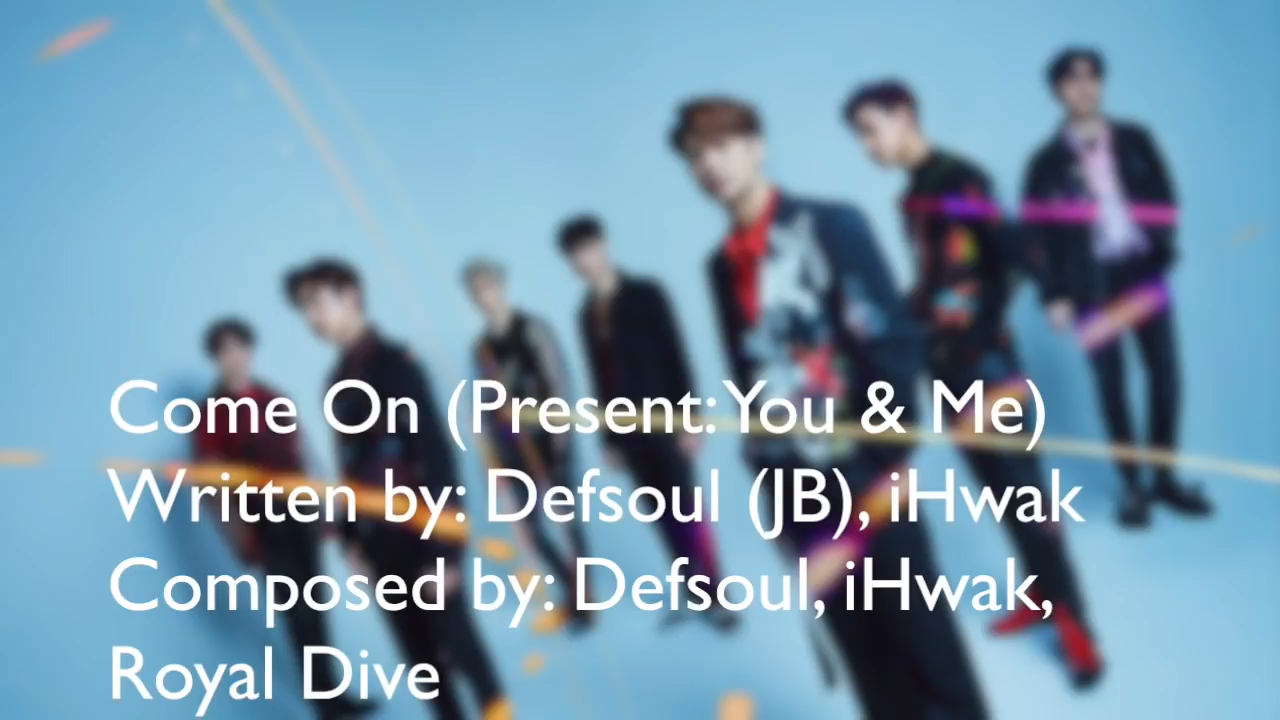 Come On (Present: You & Me)
Written by: Defsoul (JB), iHwak
Composed by: Defsoul, iHwak,
Royal Dive